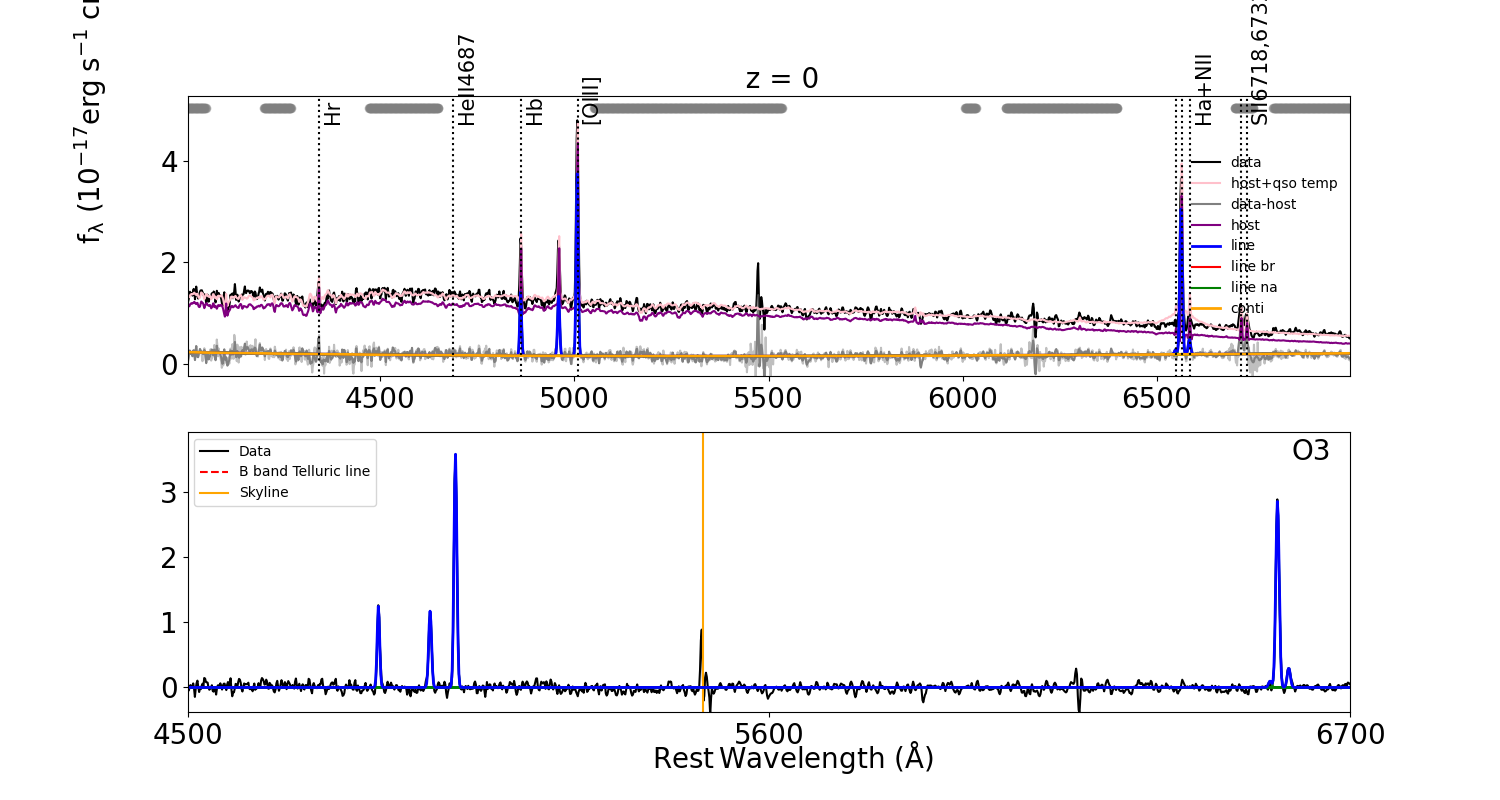 z = 0
f_λ (10^−17 erg s^−1 c
Hr
HeII4687
Hb
[OIII]
Ha+NII
SII6718,673
data
host+qso temp
data-host
host
line
line br
line na
conti
4
2
0
4500 5000 5500 6000 6500
O3
Data
B band Telluric line
Skyline
3
2
1
0
4500 5600 6700
Rest Wavelength (Å)